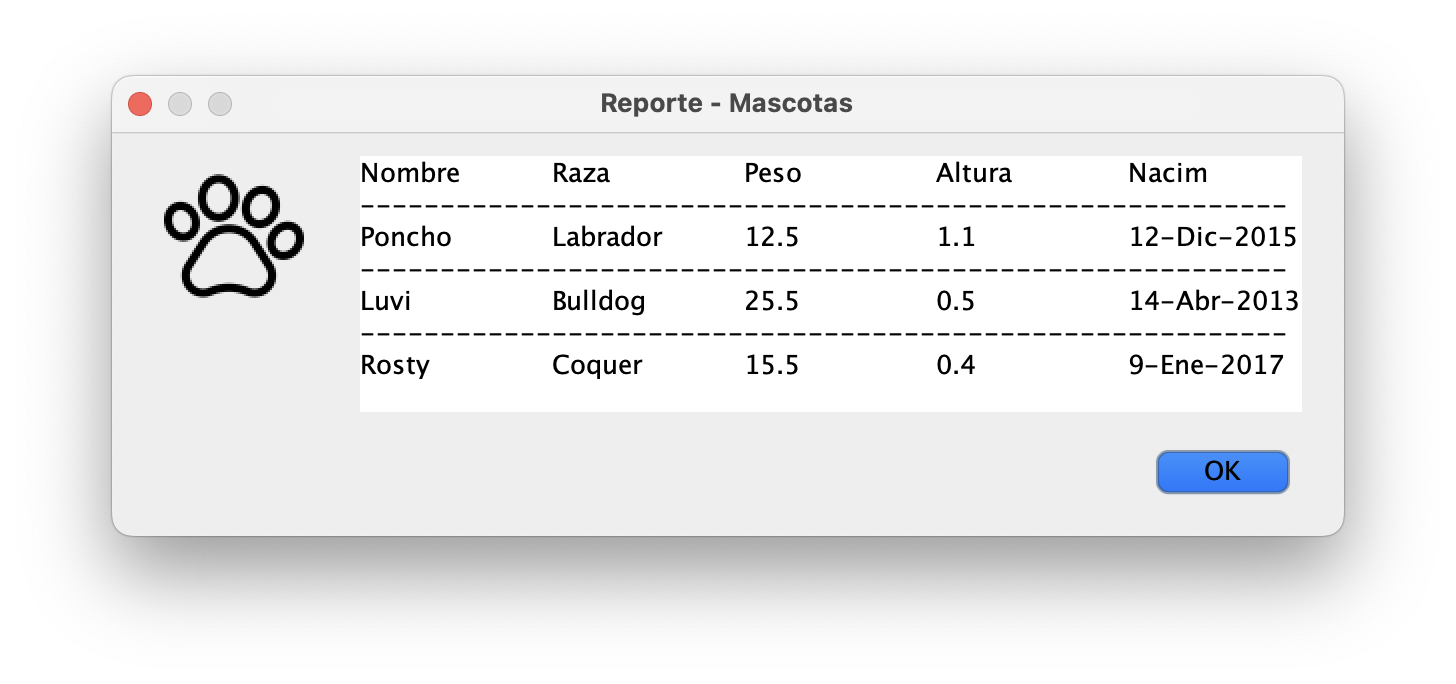 Reporte - Mascotas
Nombre Raza Peso Altura Nacim
-------------------------------------------------------
Poncho Labrador 12.5 1.1 12-Dic-2015
-------------------------------------------------------
Luvi Bulldog 25.5 0.5 14-Abr-2013
-------------------------------------------------------
Rosty Coquer 15.5 0.4 9-Ene-2017
OK